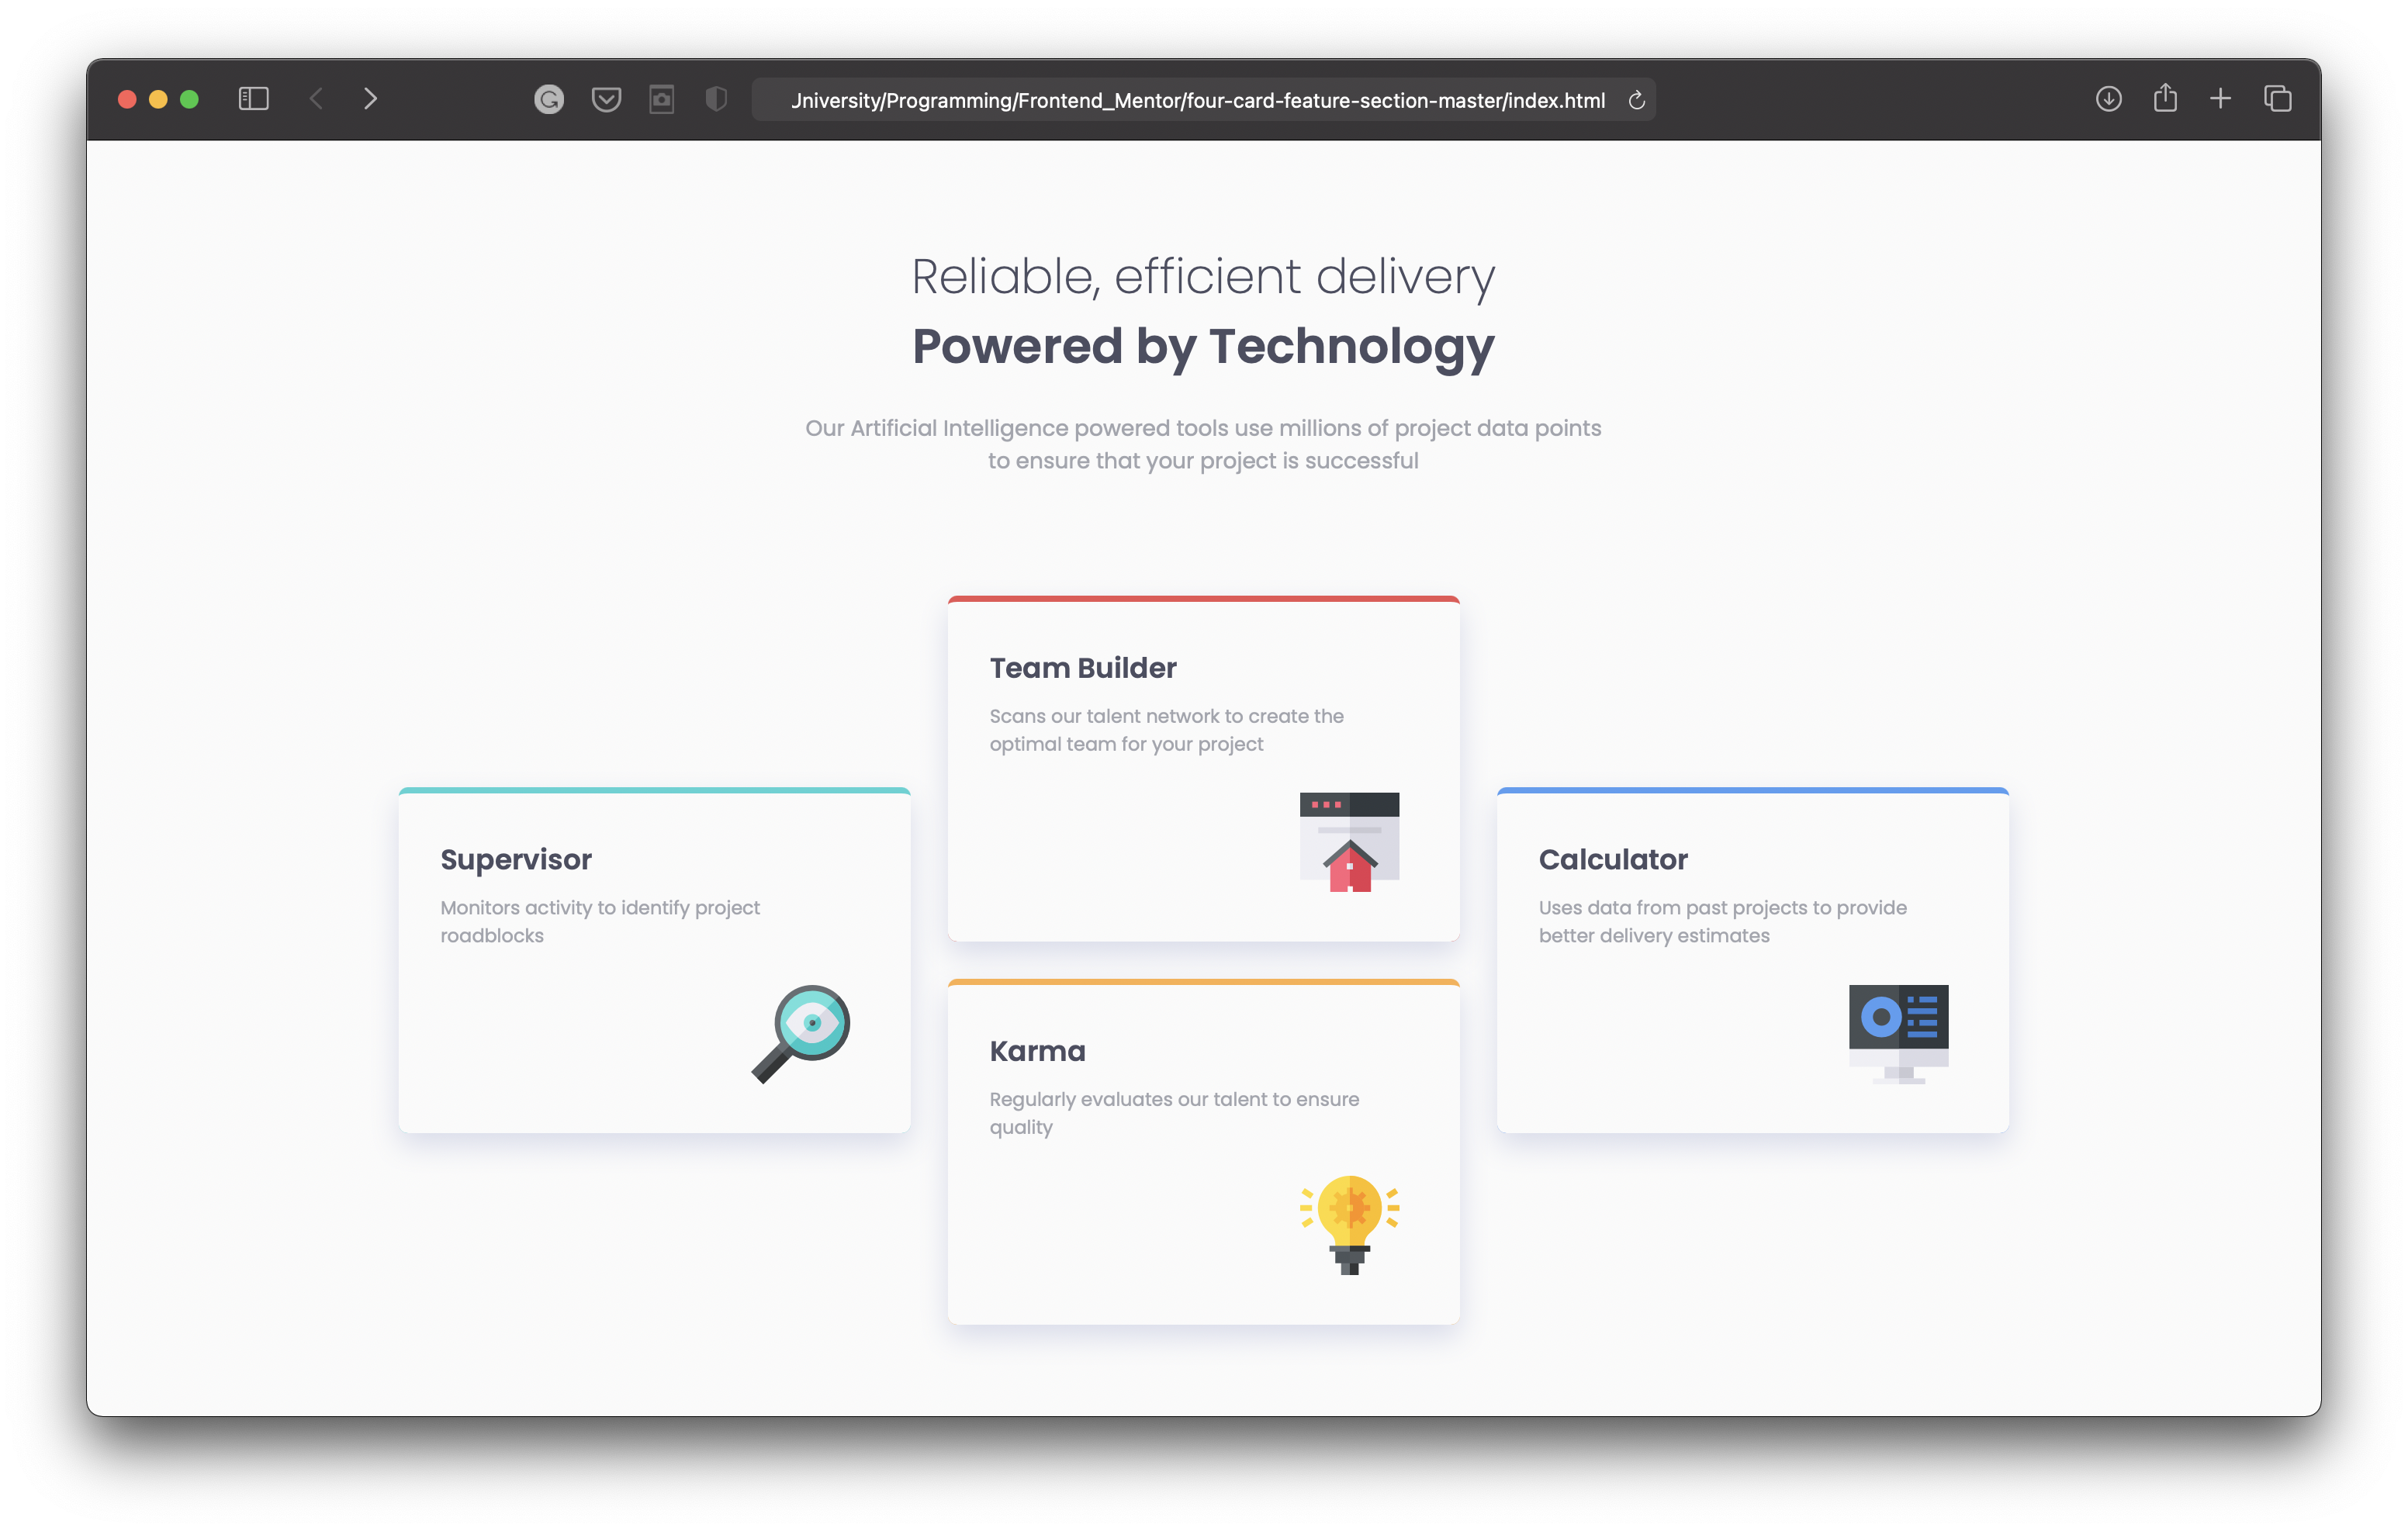 Jniversity/Programming/Frontend_Mentor/four-card-feature-section-master/index.html
Reliable, efficient delivery
Powered by Technology
Our Artificial Intelligence powered tools use millions of project data points
to ensure that your project is successful
Team Builder
Scans our talent network to create the
optimal team for your project
Supervisor
Monitors activity to identify project
roadblocks
Calculator
Uses data from past projects to provide
better delivery estimates
Karma
Regularly evaluates our talent to ensure
quality